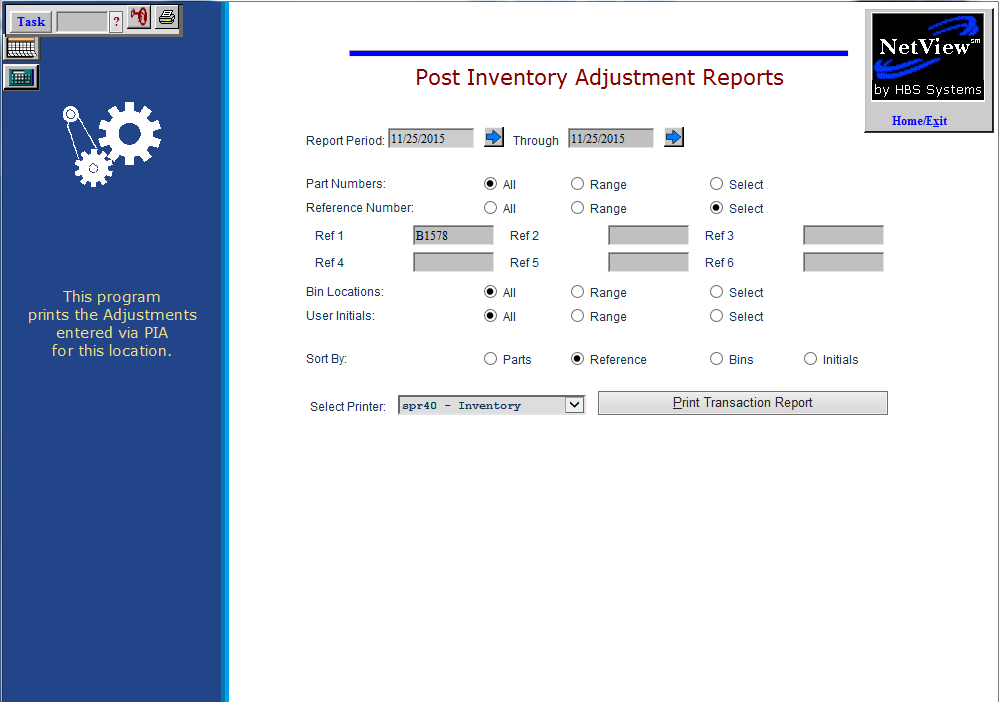 Task ?
NetView sm
by HBS Systems
Home/Exit
Post Inventory Adjustment Reports
Report Period: 11/25/2015 Through 11/25/2015
Part Numbers: All Range Select
Reference Number: All Range Select
Ref 1 B1578 Ref 2 Ref 3
Ref 4 Ref 5 Ref 6
Bin Locations: All Range Select
User Initials: All Range Select
Sort By: Parts Reference Bins Initials
Select Printer: spr40 - Inventory Print Transaction Report
This program
prints the Adjustments
entered via PIA
for this location.